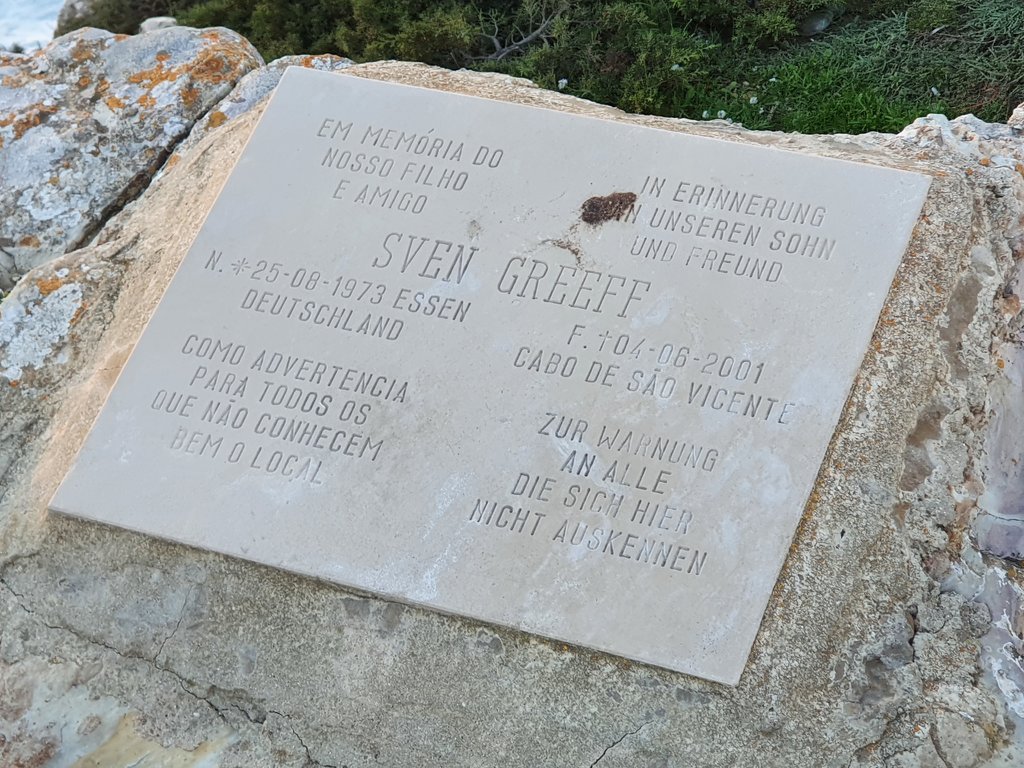 EM MEMÓRIA DO
NOSSO FILHO
E AMIGO
IN ERINNERUNG
AN UNSEREN SOHN
UND FREUND
SVEN GREEFF
N. *25-08-1973 ESSEN
DEUTSCHLAND
F. †04-06-2001
CABO DE SÃO VICENTE
COMO ADVERTENCIA
PARA TODOS OS
QUE NÃO CONHECEM
BEM O LOCAL
ZUR WARNUNG
AN ALLE
DIE SICH HIER
NICHT AUSKENNEN